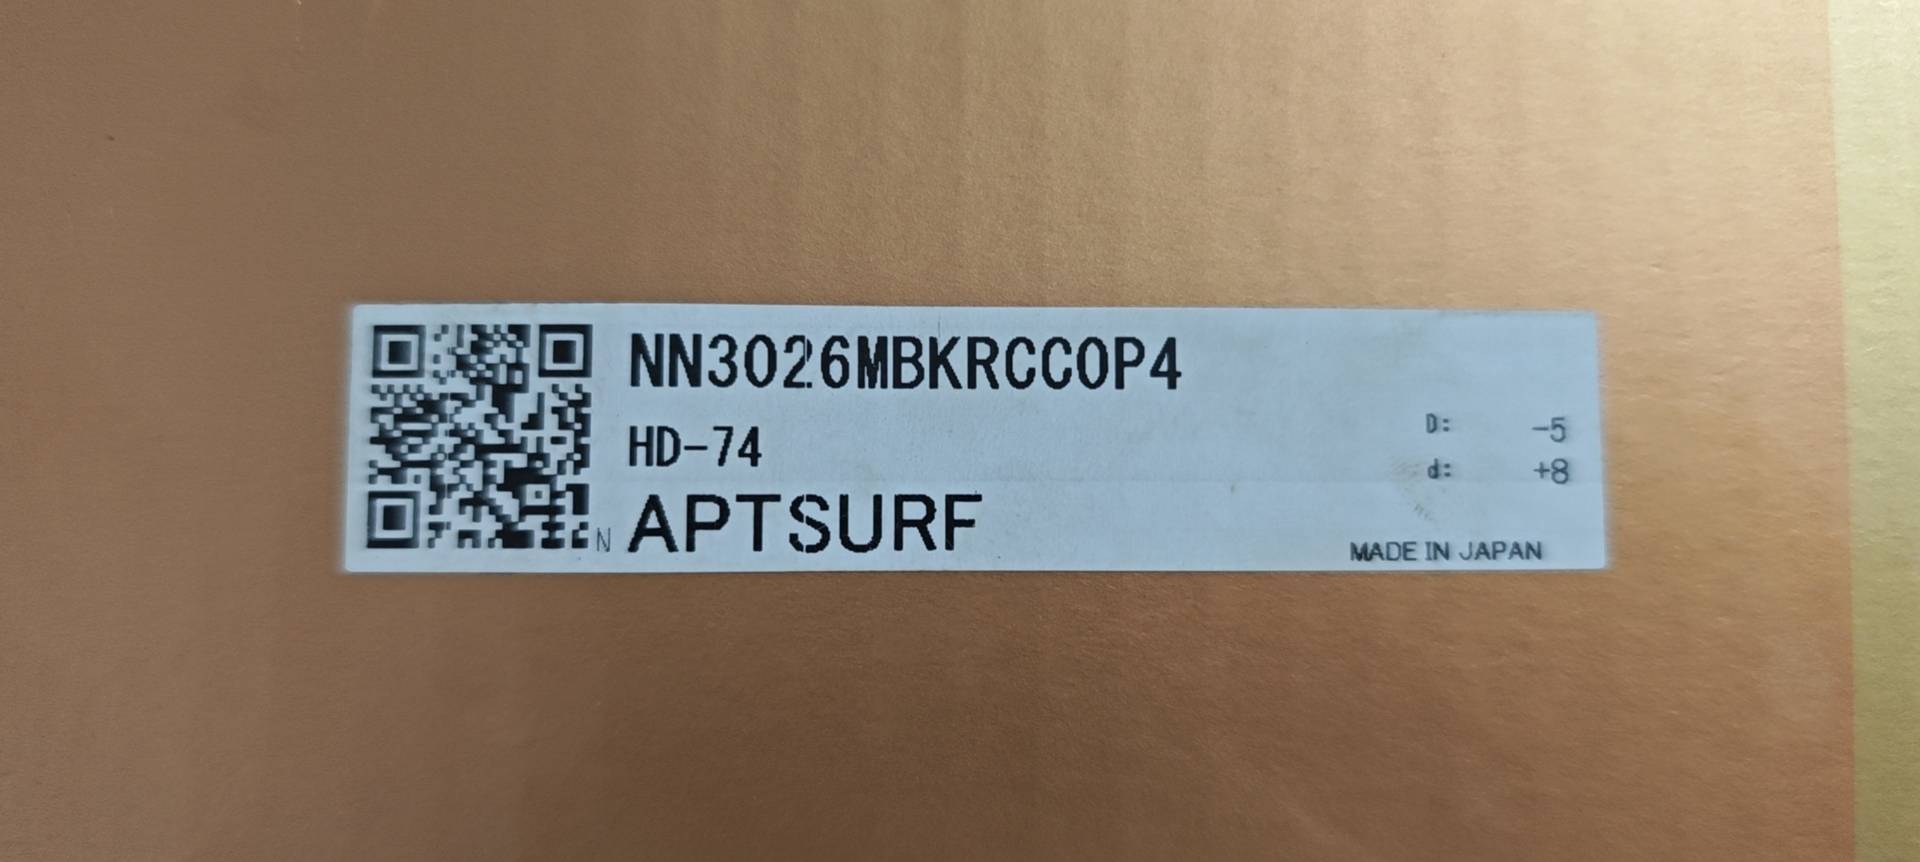 NN3026MBKRCC0P4
HD-74
D: -5
d: +8
N APTSURF
MADE IN JAPAN